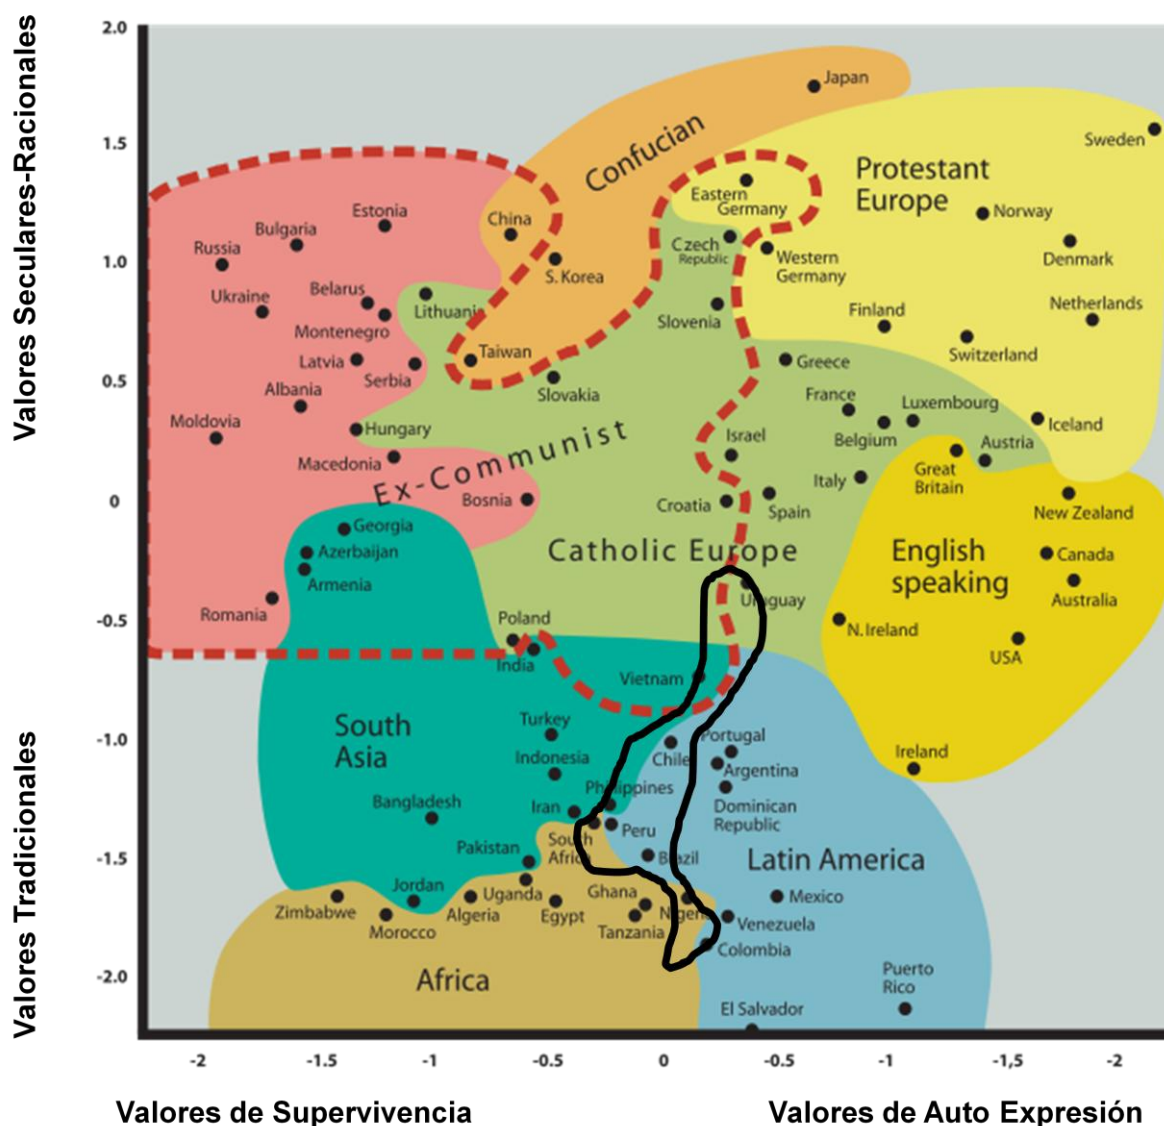 Valores Seculares-Racionales
Valores Tradicionales
2.0
1.5
1.0
0.5
0
-0.5
-1.0
-1.5
-2.0
Japan
Confucian
Sweden
Protestant
Europe
Eastern
Germany
Norway
Estonia
China
Bulgaria
Russia
Czech
Republic
Western
Germany
Denmark
S. Korea
Ukraine
Belarus
Lithuania
Montenegro
Slovenia
Finland
Netherlands
Switzerland
Latvia
Taiwan
Greece
Serbia
Albania
Slovakia
France
Luxembourg
Moldovia
Hungary
Israel
Belgium
Iceland
Austria
Macedonia
Ex-Communist
Great
Britain
Italy
Bosnia
Croatia
Spain
New Zealand
Georgia
Azerbaijan
Catholic Europe
English
speaking
Canada
Armenia
Australia
Romania
Uruguay
Poland
N. Ireland
India
USA
Vietnam
South
Asia
Turkey
Portugal
Ireland
Indonesia
Chile
Argentina
Philippines
Bangladesh
Iran
Dominican
Republic
Peru
South
Africa
Pakistan
Brazil
Latin America
Jordan
Uganda
Ghana
Mexico
Zimbabwe
Algeria
Egypt
Nigeria
Morocco
Tanzania
Venezuela
Colombia
Africa
Puerto
Rico
El Salvador
-2
-1.5
-1
-0.5
0
-0.5
-1
-1,5
-2
Valores de Supervivencia
Valores de Auto Expresión